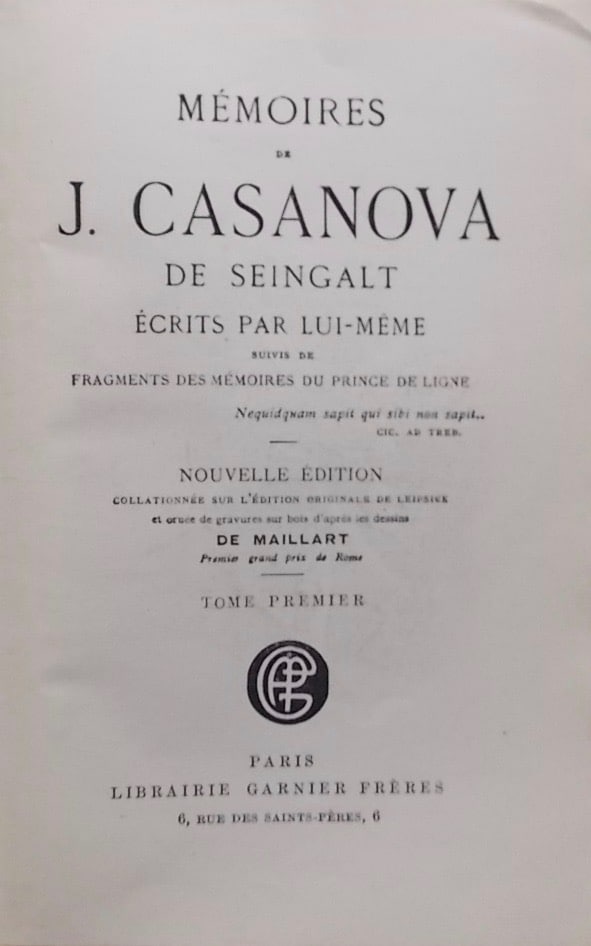 MÉMOIRES
DE
J. CASANOVA
DE SEINGALT
ÉCRITS PAR LUI-MÊME
SUIVIS DE
FRAGMENTS DES MÉMOIRES DU PRINCE DE LIGNE
Nequidquam sapit qui sibi non sapit..
CIC. AD TREB.
NOUVELLE ÉDITION
COLLATIONNÉE SUR L'ÉDITION ORIGINALE DE LEIPSICK
et ornée de gravures sur bois d'après les dessins
DE MAILLART
Premier grand prix de Rome
TOME PREMIER
PARIS
LIBRAIRIE GARNIER FRÈRES
6, RUE DES SAINTS-PÈRES, 6